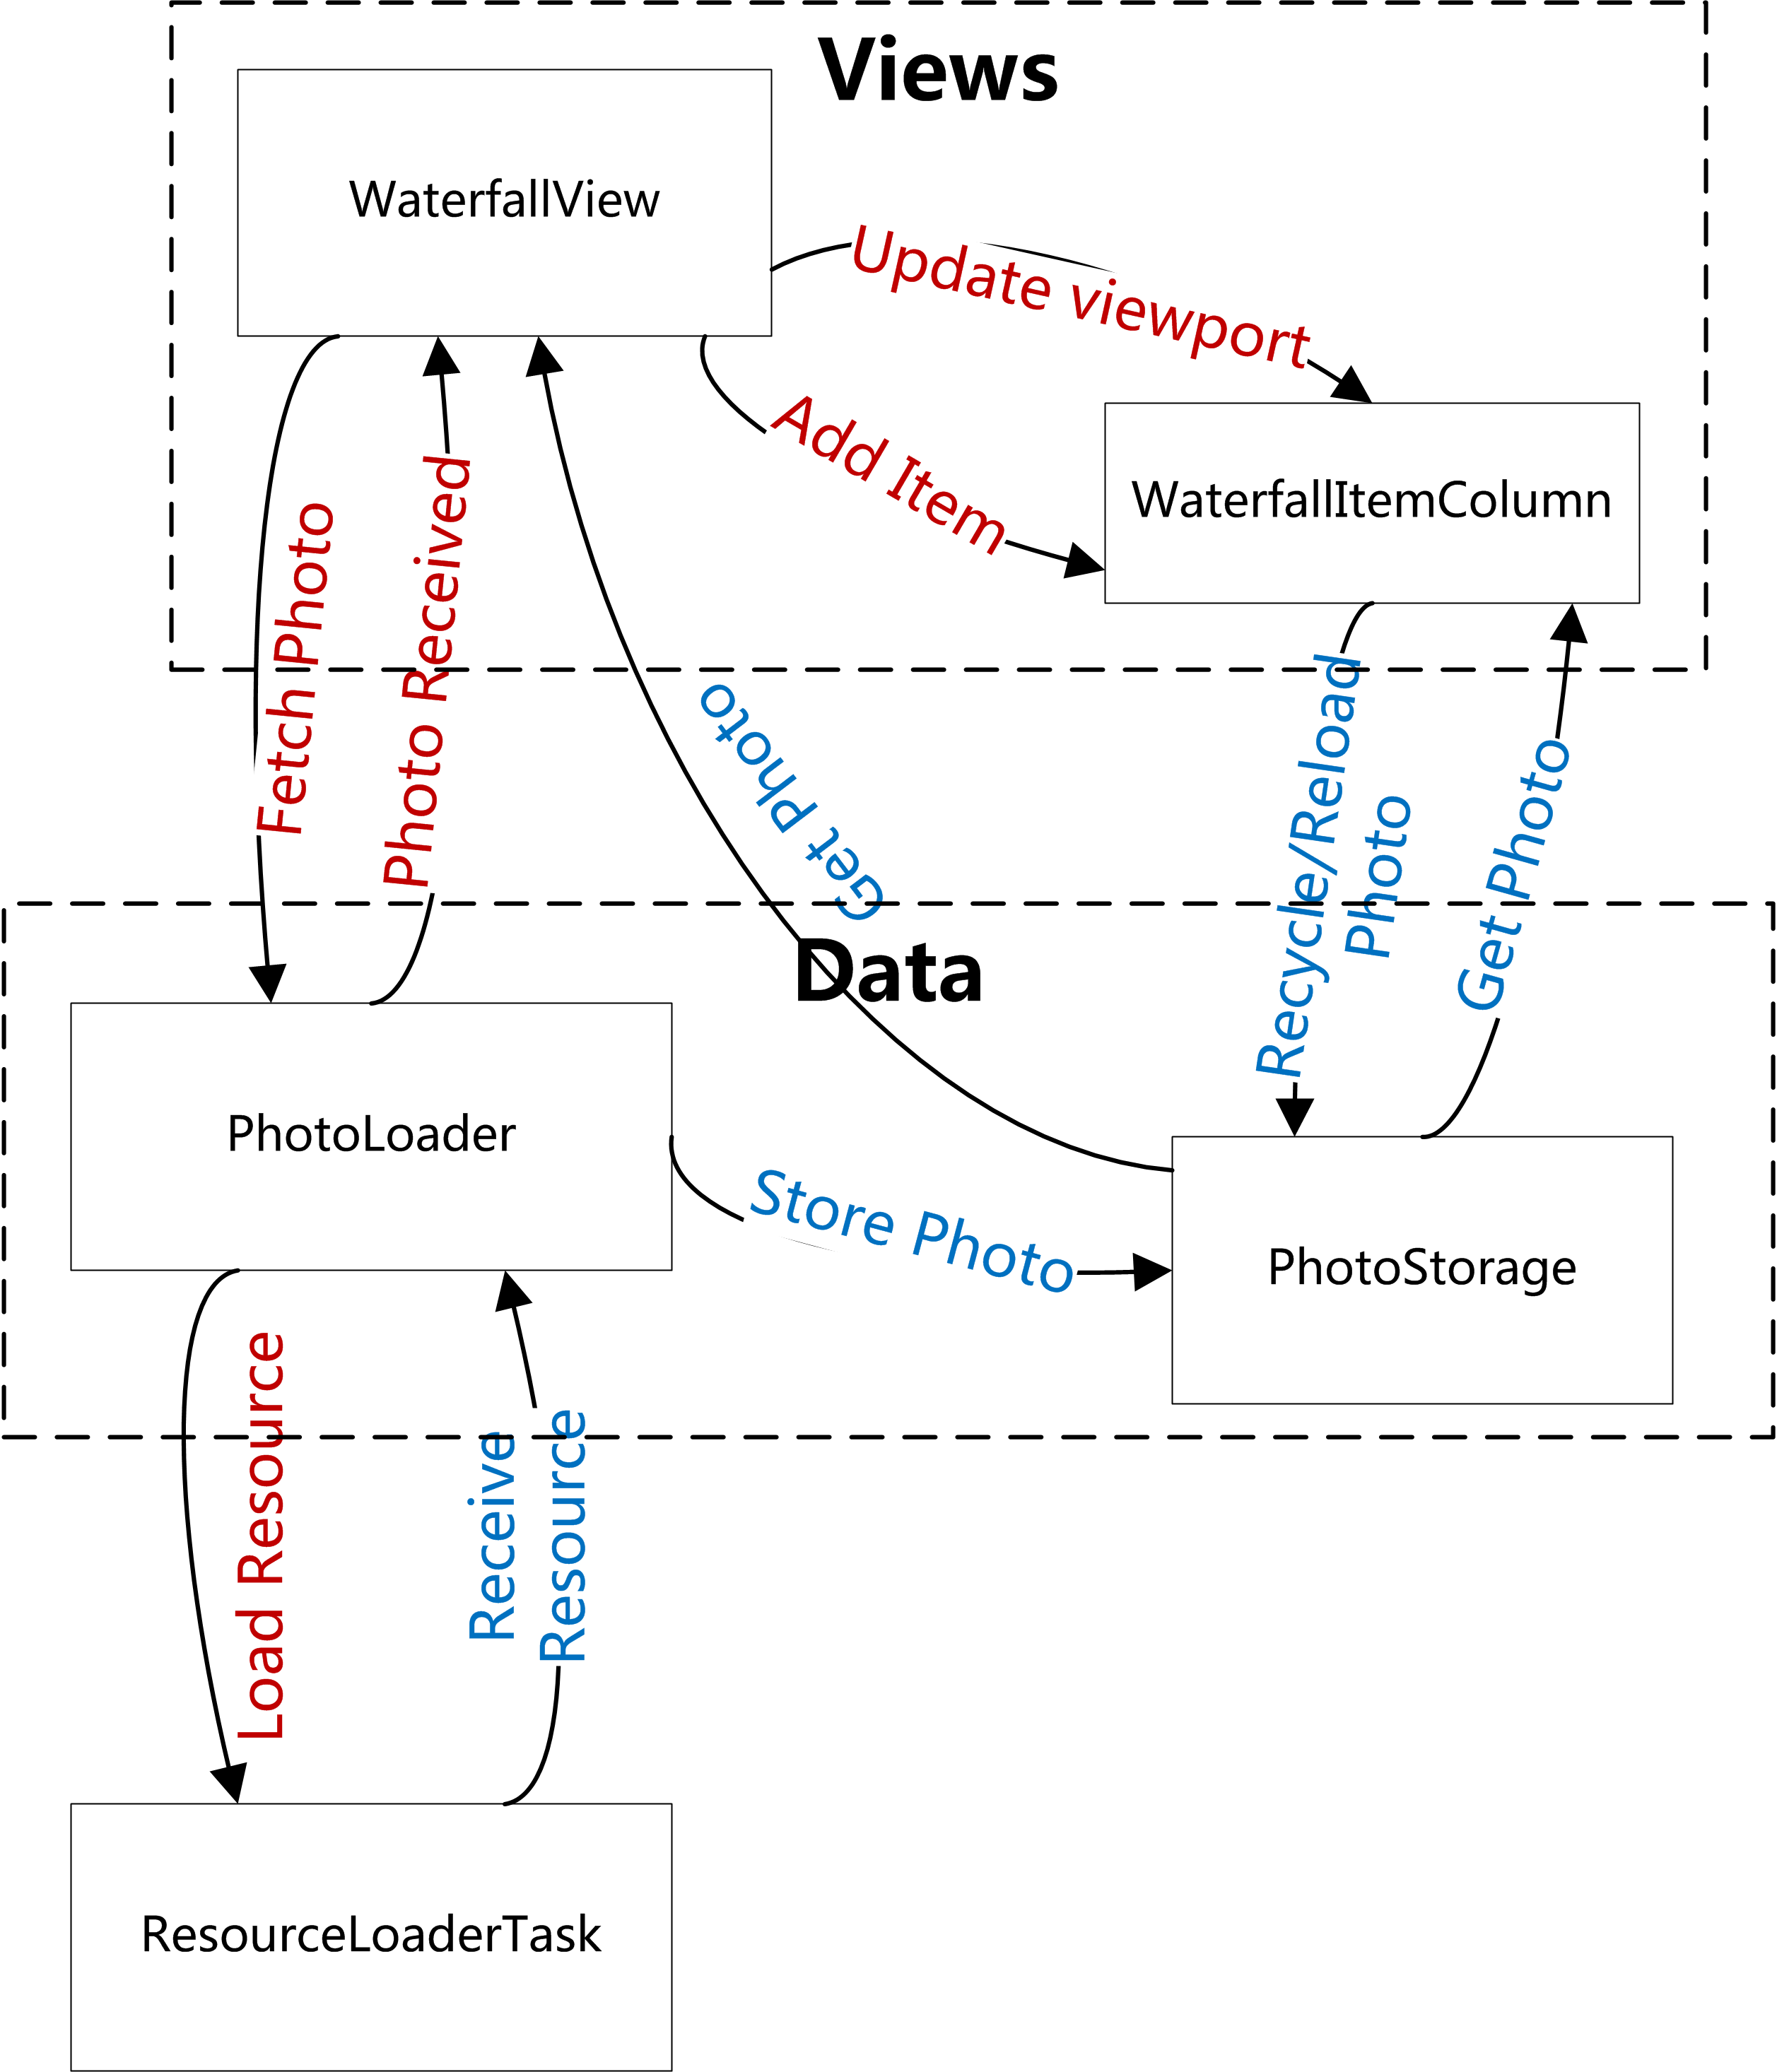 Views
WaterfallView
Update viewport
Add Item
WaterfallItemColumn
Fetch Photo
Photo Received
Get Photo
Recycle/Reload
Photo
Get Photo
Data
PhotoLoader
Store Photo
PhotoStorage
Load Resource
Receive
Resource
ResourceLoaderTask